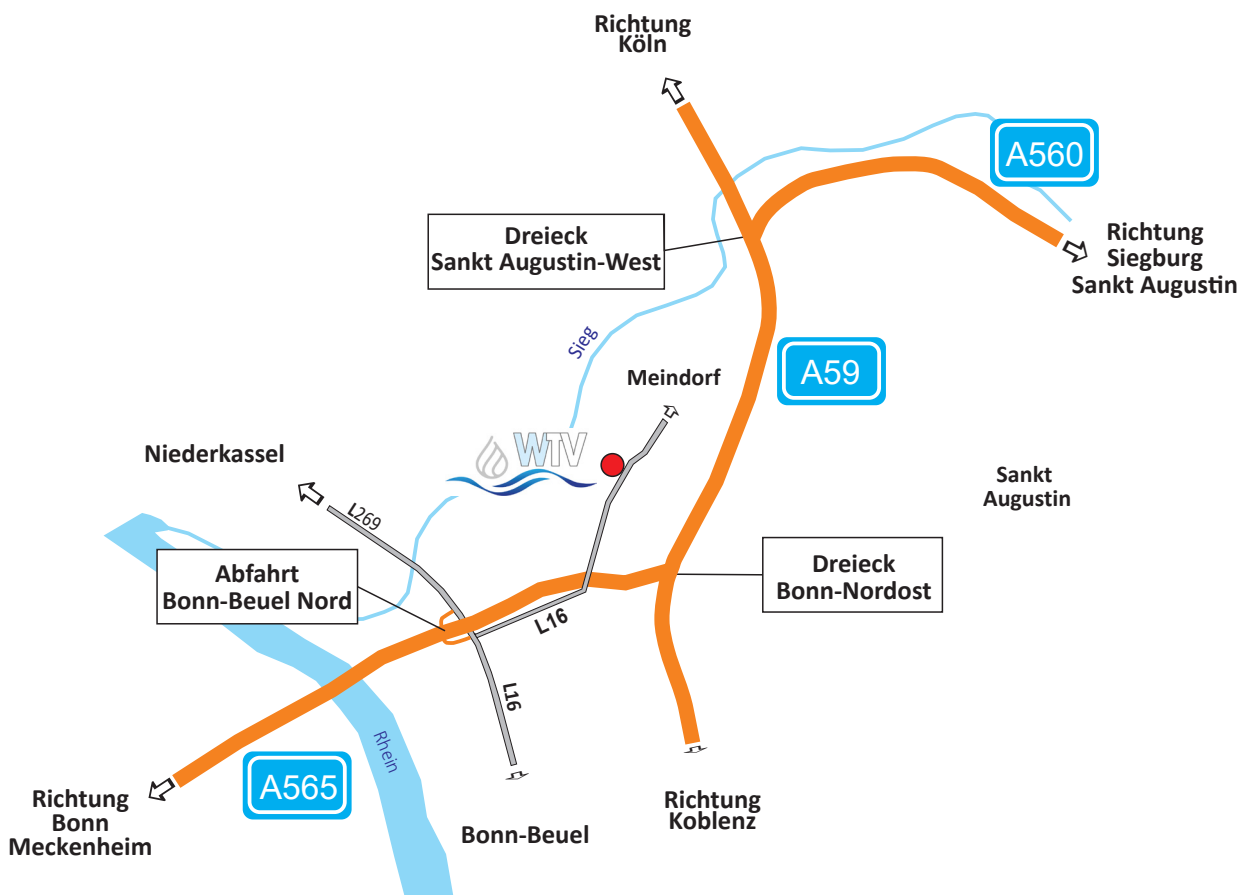 Richtung
Köln
A560
Dreieck
Sankt Augustin-West
Richtung
Siegburg
Sankt Augustin
Sieg
A59
Meindorf
WTV
Niederkassel
Sankt
Augustin
L269
Abfahrt
Bonn-Beuel Nord
Dreieck
Bonn-Nordost
L16
L16
Rhein
A565
Richtung
Bonn
Meckenheim
Bonn-Beuel
Richtung
Koblenz